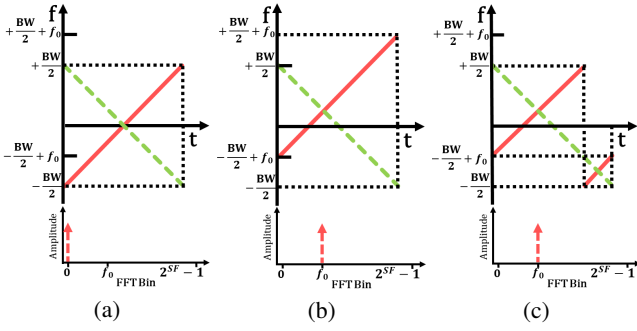 f
+BW/2 + f₀
+BW/2
t
-BW/2 + f₀
-BW/2
Amplitude
0 f₀ 2^SF − 1
FFT Bin
(a)
f
+BW/2 + f₀
+BW/2
t
-BW/2 + f₀
-BW/2
Amplitude
0 f₀ 2^SF − 1
FFT Bin
(b)
f
+BW/2 + f₀
+BW/2
t
-BW/2 + f₀
-BW/2
Amplitude
0 f₀ 2^SF − 1
FFT Bin
(c)